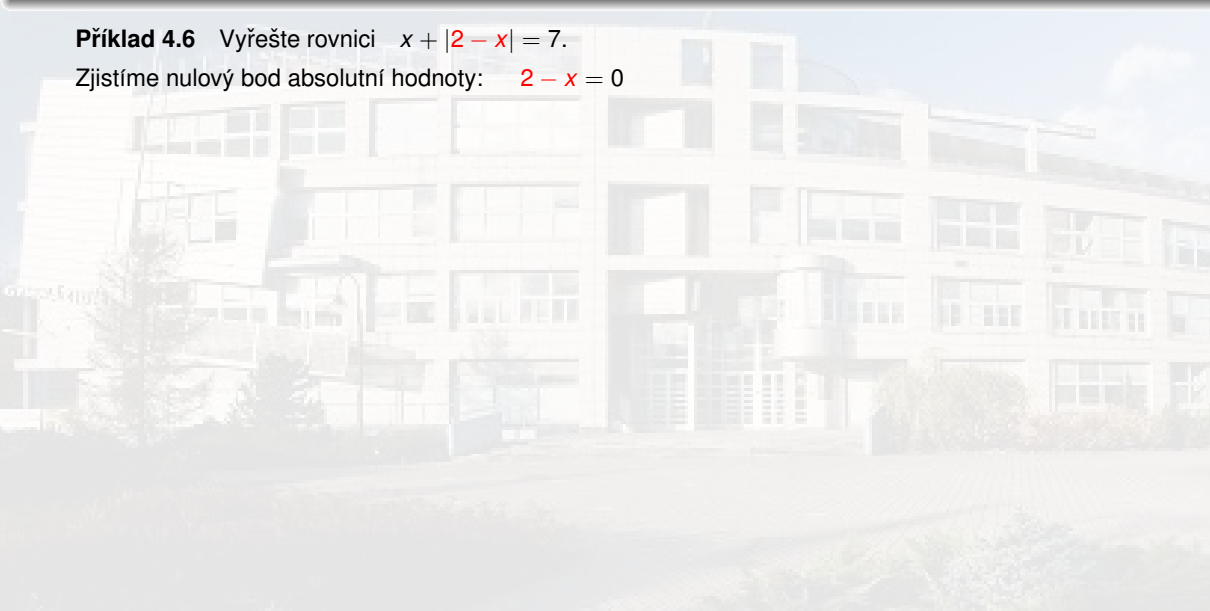 Příklad 4.6 Vyřešte rovnici x + |2 − x| = 7.
Zjistíme nulový bod absolutní hodnoty: 2 − x = 0